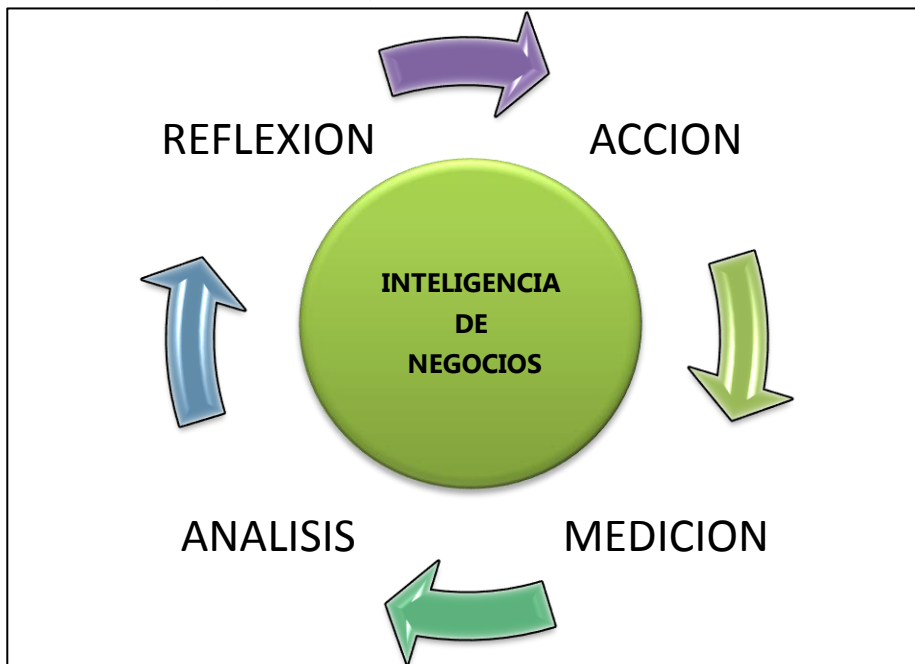 REFLEXION
ACCION
INTELIGENCIA
DE
NEGOCIOS
ANALISIS
MEDICION